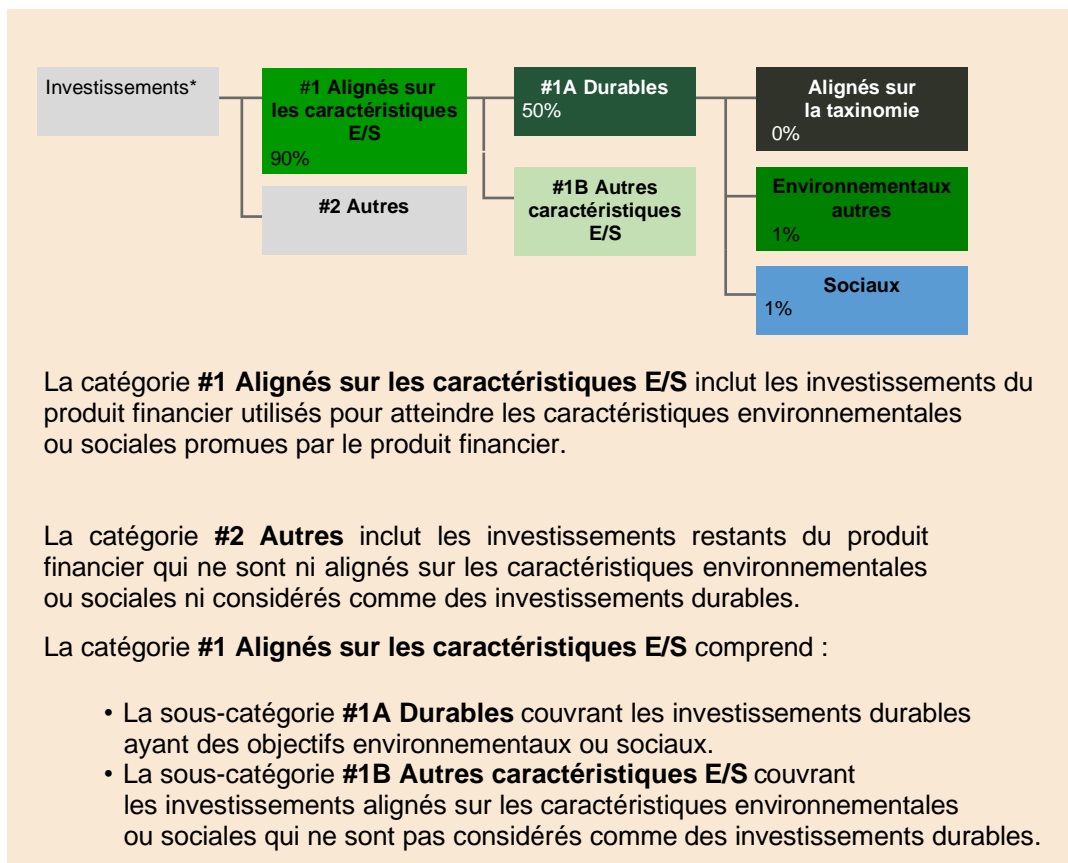 Investissements*
#1 Alignés sur
les caractéristiques
E/S
90%
#2 Autres
#1A Durables
50%
#1B Autres
caractéristiques
E/S
Alignés sur
la taxinomie
0%
Environnementaux
autres
1%
Sociaux
1%
La catégorie #1 Alignés sur les caractéristiques E/S inclut les investissements du
produit financier utilisés pour atteindre les caractéristiques environnementales
ou sociales promues par le produit financier.
La catégorie #2 Autres inclut les investissements restants du produit
financier qui ne sont ni alignés sur les caractéristiques environnementales
ou sociales ni considérés comme des investissements durables.
La catégorie #1 Alignés sur les caractéristiques E/S comprend :
• La sous-catégorie #1A Durables couvrant les investissements durables
ayant des objectifs environnementaux ou sociaux.
• La sous-catégorie #1B Autres caractéristiques E/S couvrant
les investissements alignés sur les caractéristiques environnementales
ou sociales qui ne sont pas considérés comme des investissements durables.